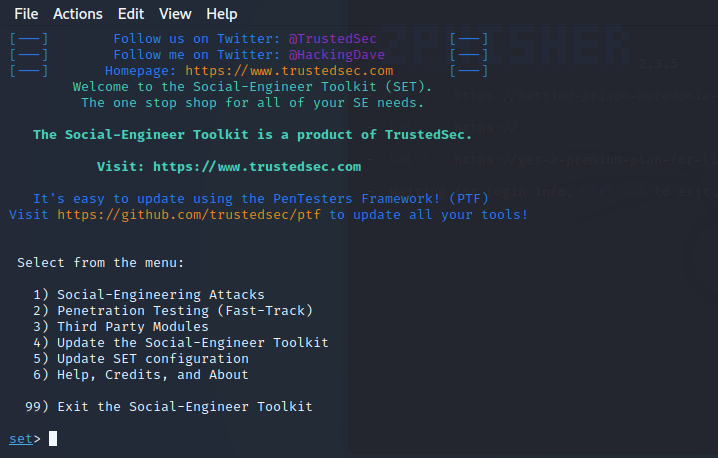 File Actions Edit View Help
[---] Follow us on Twitter: @TrustedSec [---]
[---] Follow me on Twitter: @HackingDave [---]
[---] Homepage: https://www.trustedsec.com [---]
Welcome to the Social-Engineer Toolkit (SET).
The one stop shop for all of your SE needs.
The Social-Engineer Toolkit is a product of TrustedSec.
Visit: https://www.trustedsec.com
It's easy to update using the PenTesters Framework! (PTF)
Visit https://github.com/trustedsec/ptf to update all your tools!
Select from the menu:
1) Social-Engineering Attacks
2) Penetration Testing (Fast-Track)
3) Third Party Modules
4) Update the Social-Engineer Toolkit
5) Update SET configuration
6) Help, Credits, and About
99) Exit the Social-Engineer Toolkit
set>